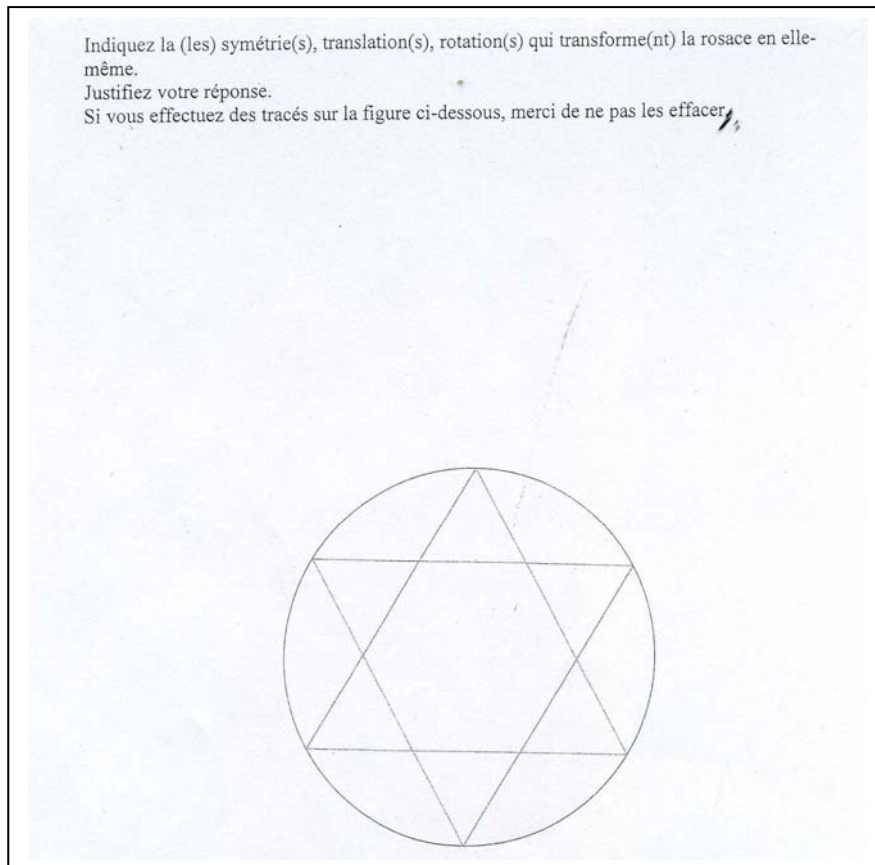 Indiquez la (les) symétrie(s), translation(s), rotation(s) qui transforme(nt) la rosace en elle-
même.
Justifiez votre réponse.
Si vous effectuez des tracés sur la figure ci-dessous, merci de ne pas les effacer.